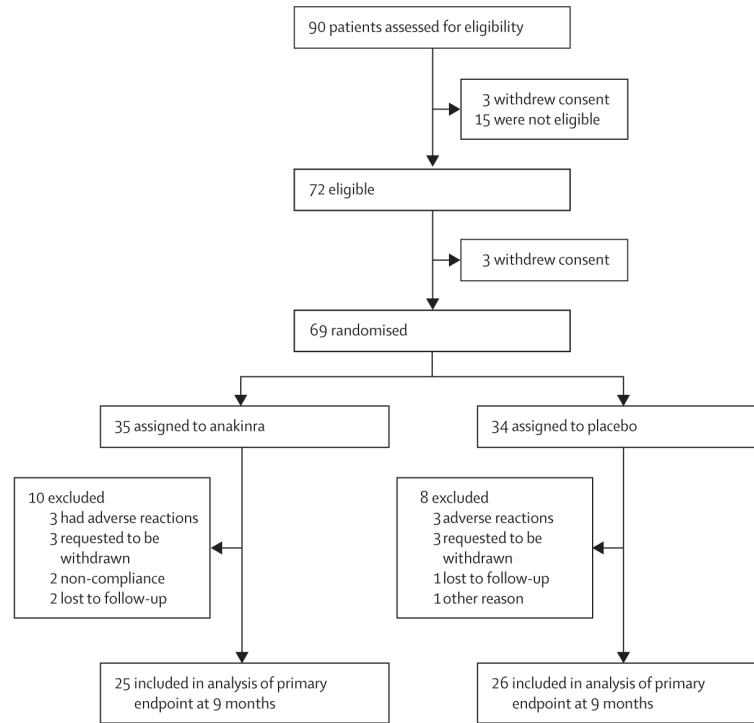 90 patients assessed for eligibility
3 withdrew consent
15 were not eligible
72 eligible
3 withdrew consent
69 randomised
35 assigned to anakinra
34 assigned to placebo
10 excluded
3 had adverse reactions
3 requested to be
withdrawn
2 non-compliance
2 lost to follow-up
8 excluded
3 adverse reactions
3 requested to be
withdrawn
1 lost to follow-up
1 other reason
25 included in analysis of primary
endpoint at 9 months
26 included in analysis of primary
endpoint at 9 months